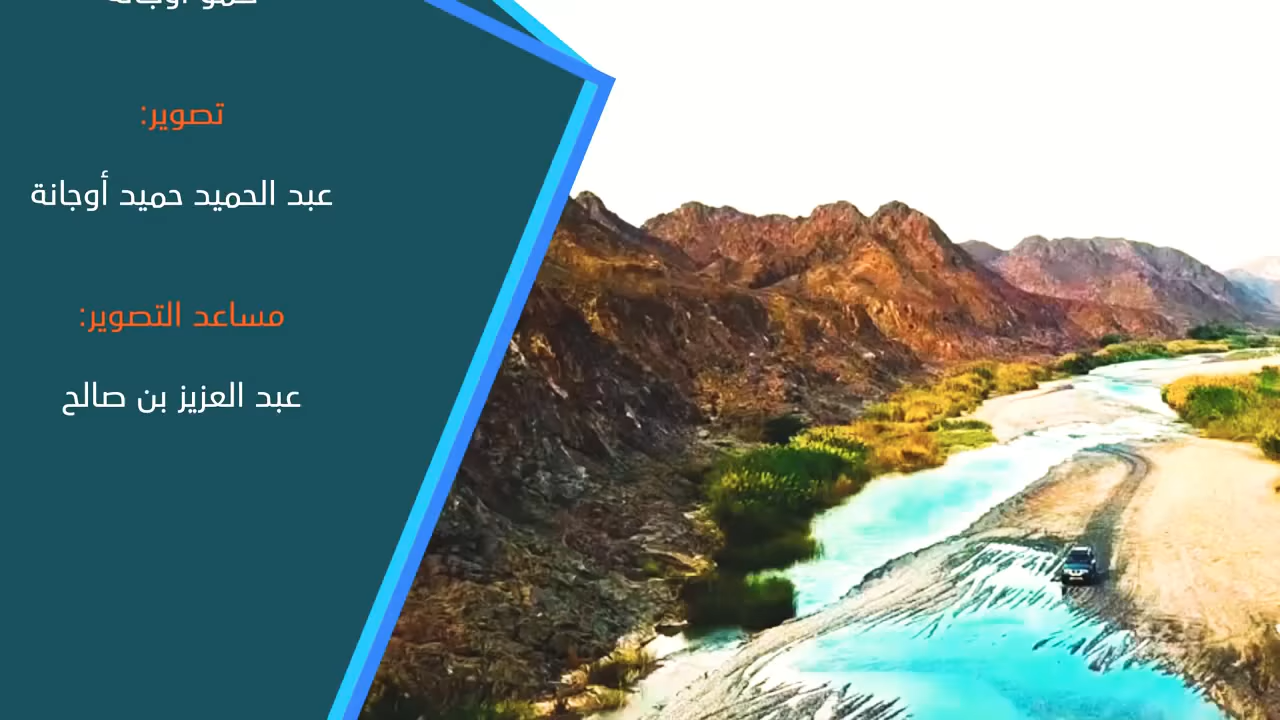 تصوير:
عبد الحميد حميد أوجانة
مساعد التصوير:
عبد العزيز بن صالح